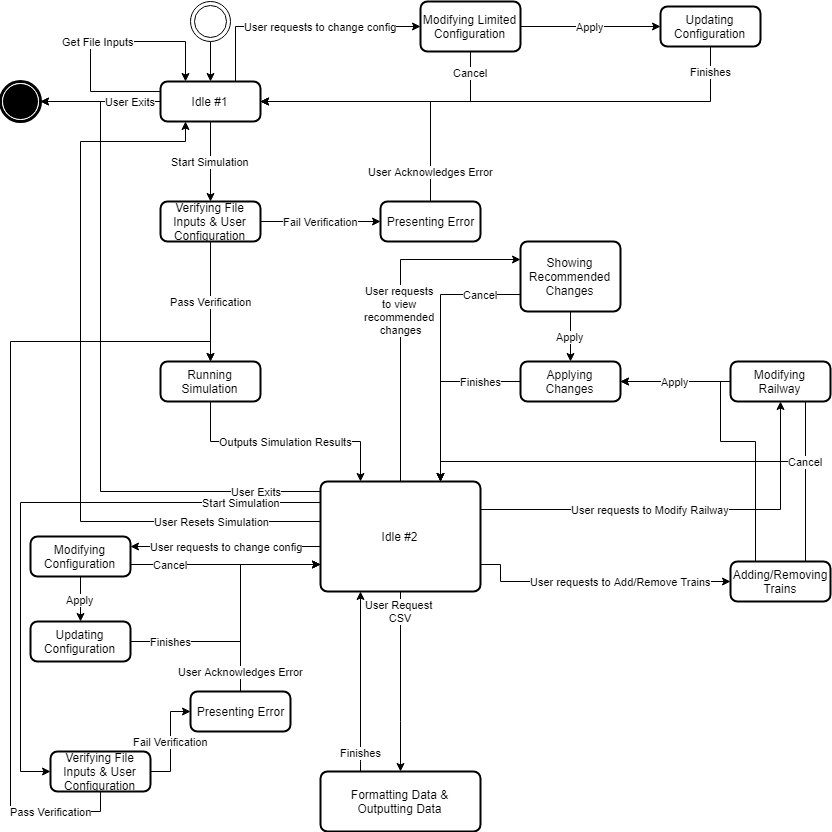 User requests to change config
Modifying Limited
Configuration
Apply
Updating
Configuration
Get File Inputs
Cancel
Finishes
User Exits
Idle #1
Start Simulation
User Acknowledges Error
Verifying File
Inputs & User
Configuration
Fail Verification
Presenting Error
Showing
Recommended
Changes
User requests
to view
recommended
changes
Cancel
Pass Verification
Apply
Running
Simulation
Finishes
Applying
Changes
Apply
Modifying
Railway
Outputs Simulation Results
Cancel
User Exits
Start Simulation
User Resets Simulation
Idle #2
User requests to Modify Railway
Modifying
Configuration
User requests to change config
Cancel
User requests to Add/Remove Trains
Adding/Removing
Trains
Apply
User Request
CSV
Updating
Configuration
Finishes
User Acknowledges Error
Presenting Error
Fail Verification
Finishes
Verifying File
Inputs & User
Configuration
Pass Verification
Formatting Data &
Outputting Data